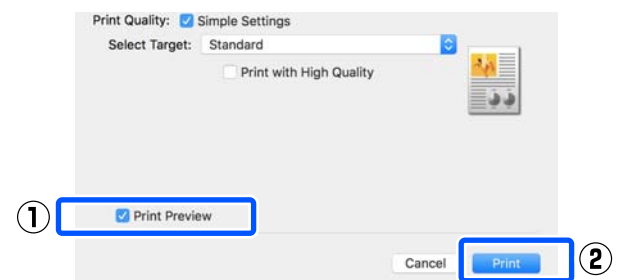 Print Quality: Simple Settings
Select Target: Standard
Print with High Quality
① Print Preview
Cancel Print ②